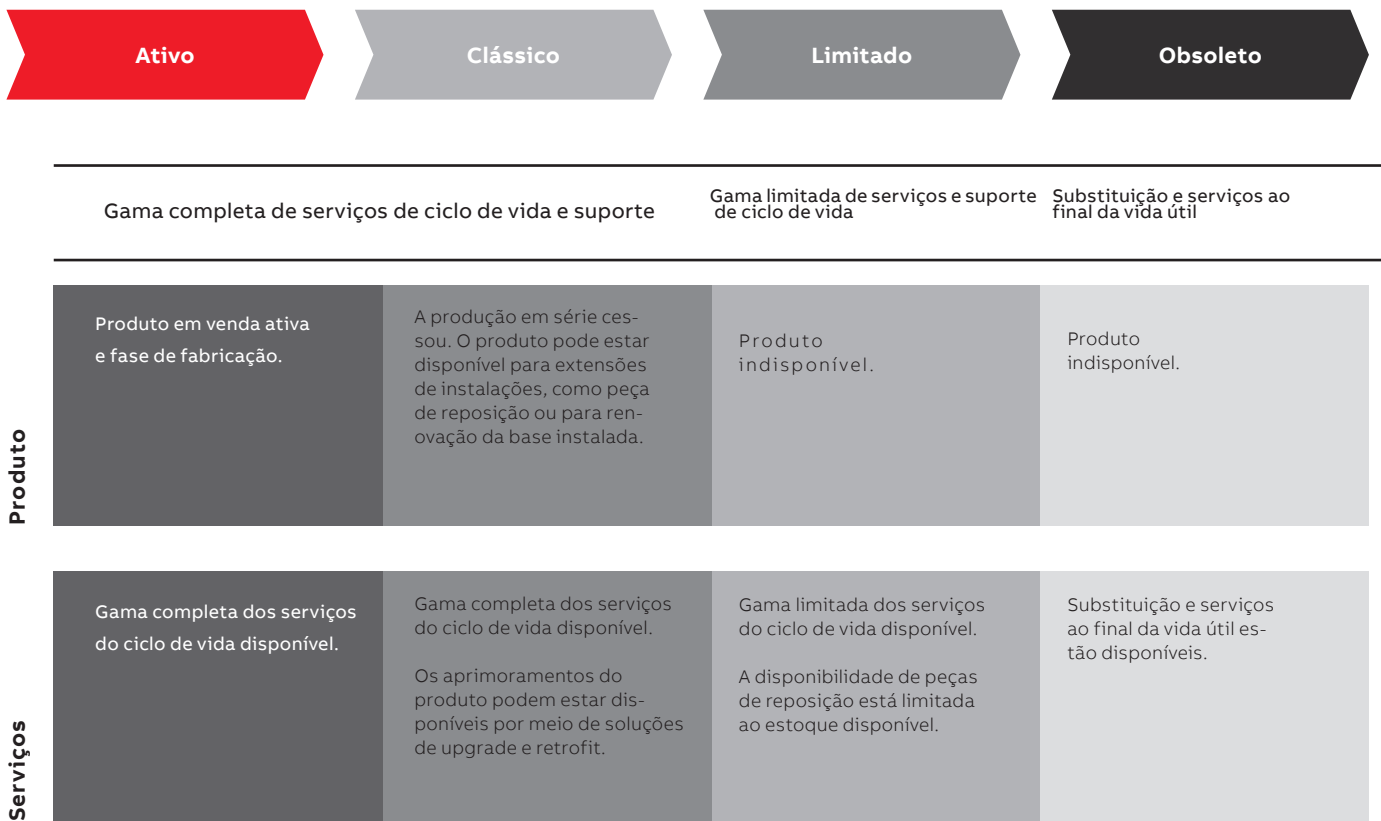 Ativo
Clássico
Limitado
Obsoleto
Gama completa de serviços de ciclo de vida e suporte
Gama limitada de serviços e suporte
de ciclo de vida
Substituição e serviços ao
final da vida útil
Produto
Produto em venda ativa
e fase de fabricação.
A produção em série ces-
sou. O produto pode estar
disponível para extensões
de instalações, como peça
de reposição ou para ren-
ovação da base instalada.
Produto
indisponível.
Produto
indisponível.
Serviços
Gama completa dos serviços
do ciclo de vida disponível.
Gama completa dos serviços
do ciclo de vida disponível.
Os aprimoramentos do
produto podem estar dis-
poníveis por meio de soluções
de upgrade e retrofit.
Gama limitada dos serviços
do ciclo de vida disponível.
A disponibilidade de peças
de reposição está limitada
ao estoque disponível.
Substituição e serviços
ao final da vida útil es-
tão disponíveis.